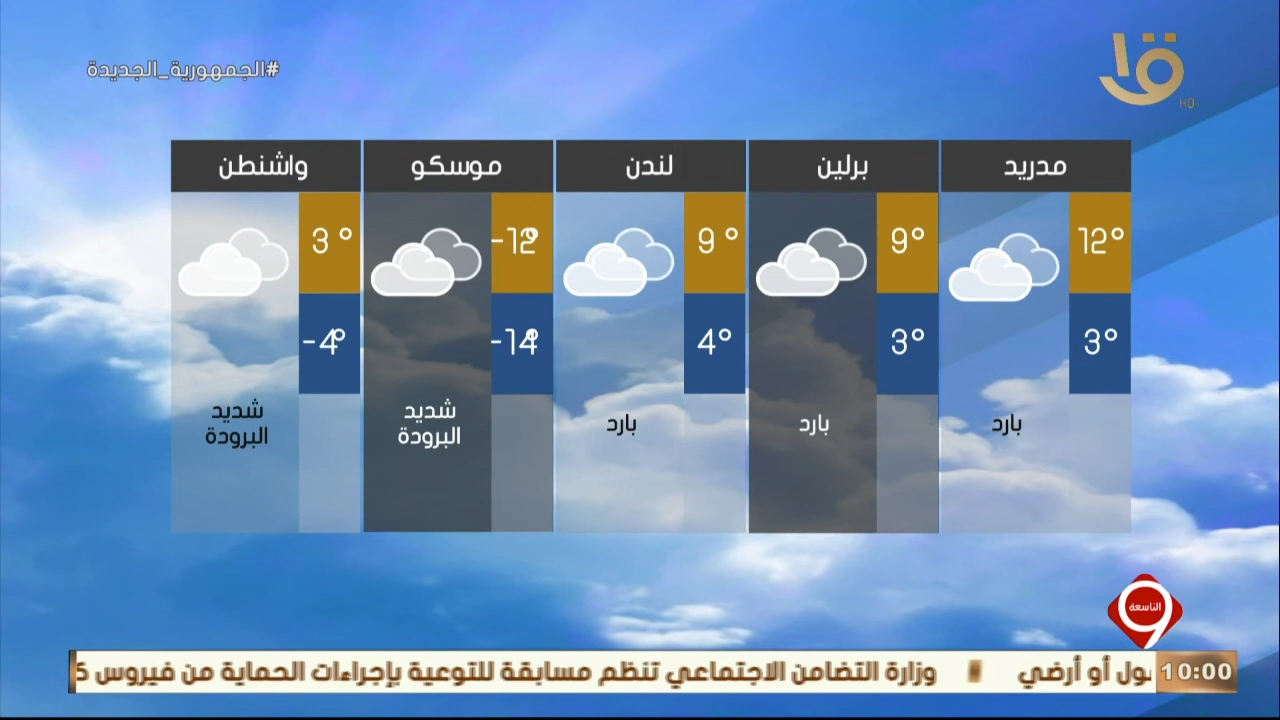 #الجمهورية_الجديدة
HD
مدريد
12°
3°
بارد
برلين
9°
3°
بارد
لندن
9°
4°
بارد
موسكو
-12°
-14°
شديد
البرودة
واشنطن
3°
-4°
شديد
البرودة
التاسعة
9
10:00
أو أرضي
وزارة التضامن الاجتماعي تنظم مسابقة للتوعية بإجراءات الحماية من فيروس